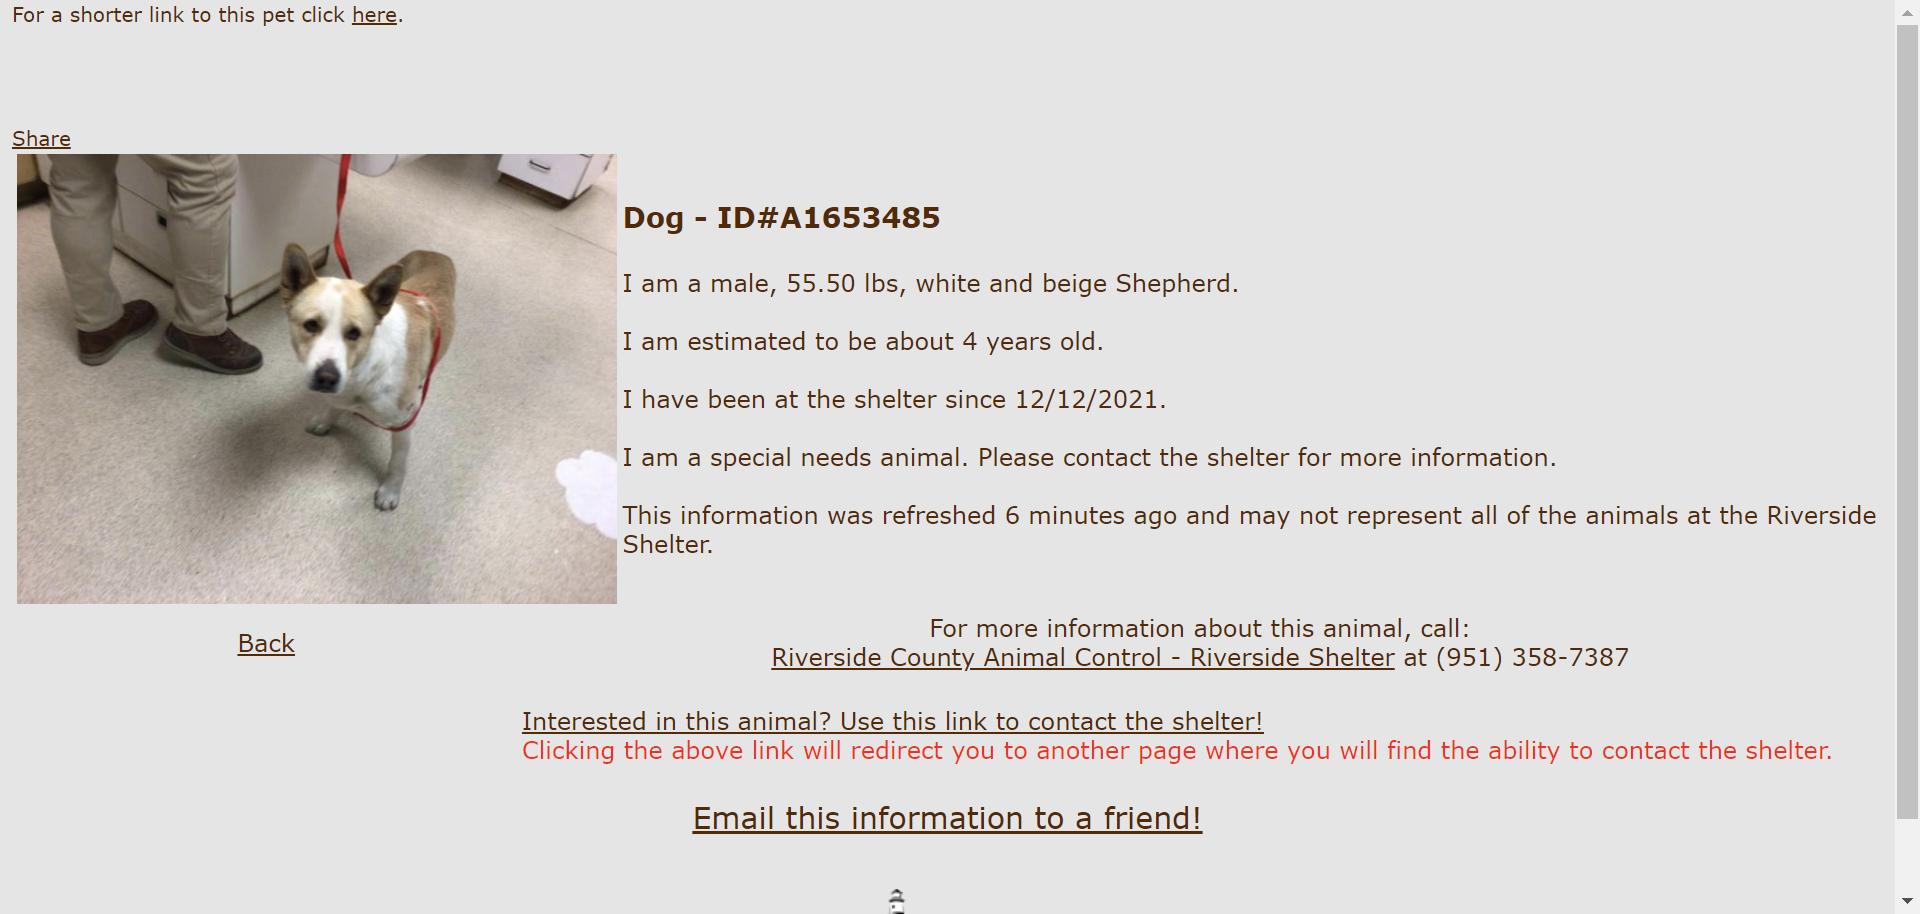 For a shorter link to this pet click here.
Share
Dog - ID#A1653485
I am a male, 55.50 lbs, white and beige Shepherd.
I am estimated to be about 4 years old.
I have been at the shelter since 12/12/2021.
I am a special needs animal. Please contact the shelter for more information.
This information was refreshed 6 minutes ago and may not represent all of the animals at the Riverside
Shelter.
Back
For more information about this animal, call:
Riverside County Animal Control - Riverside Shelter at (951) 358-7387
Interested in this animal? Use this link to contact the shelter!
Clicking the above link will redirect you to another page where you will find the ability to contact the shelter.
Email this information to a friend!